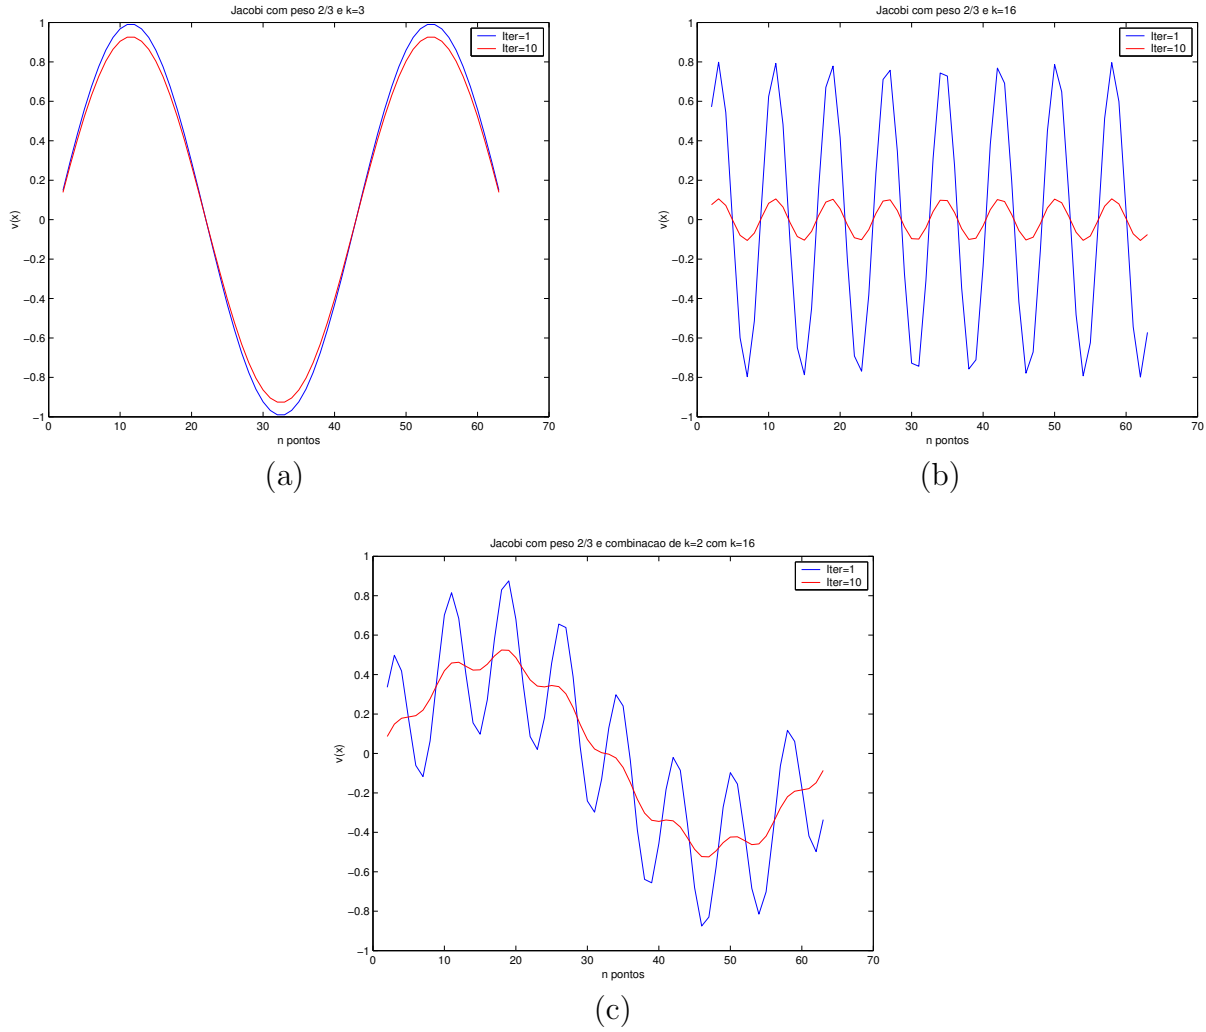 Jacobi com peso 2/3 e k=3
1
0.8
0.6
0.4
0.2
0
−0.2
−0.4
−0.6
−0.8
−1
v(x)
Iter=1
Iter=10
0 10 20 30 40 50 60 70
n pontos
(a)
Jacobi com peso 2/3 e k=16
1
0.8
0.6
0.4
0.2
0
−0.2
−0.4
−0.6
−0.8
−1
v(x)
Iter=1
Iter=10
0 10 20 30 40 50 60 70
n pontos
(b)
Jacobi com peso 2/3 e combinacao de k=2 com k=16
1
0.8
0.6
0.4
0.2
0
−0.2
−0.4
−0.6
−0.8
−1
v(x)
Iter=1
Iter=10
0 10 20 30 40 50 60 70
n pontos
(c)